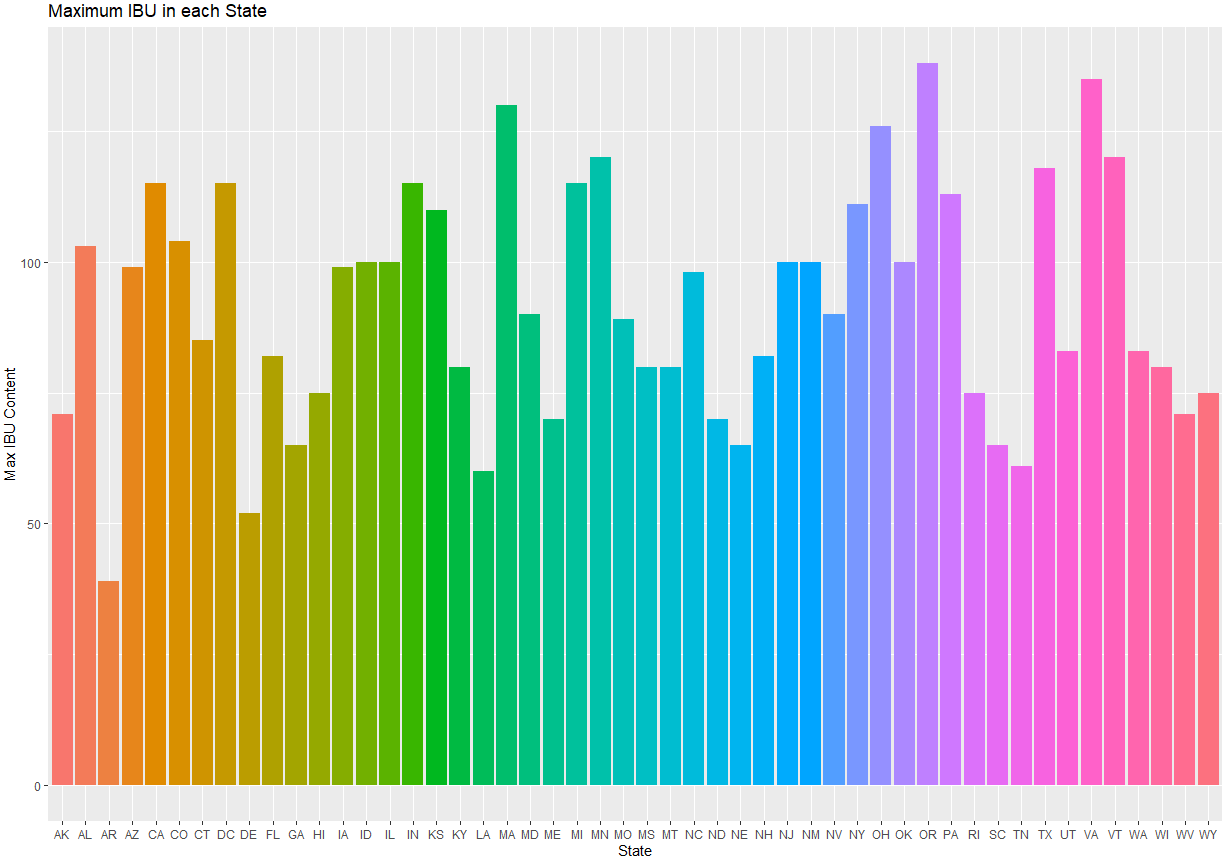 Maximum IBU in each State
Max IBU Content
100
50
0
AK AL AR AZ CA CO CT DC DE FL GA HI IA ID IL IN KS KY LA MA MD ME MI MN MO MS MT NC ND NE NH NJ NM NV NY OH OK OR PA RI SC TN TX UT VA VT WA WI WV WY
State